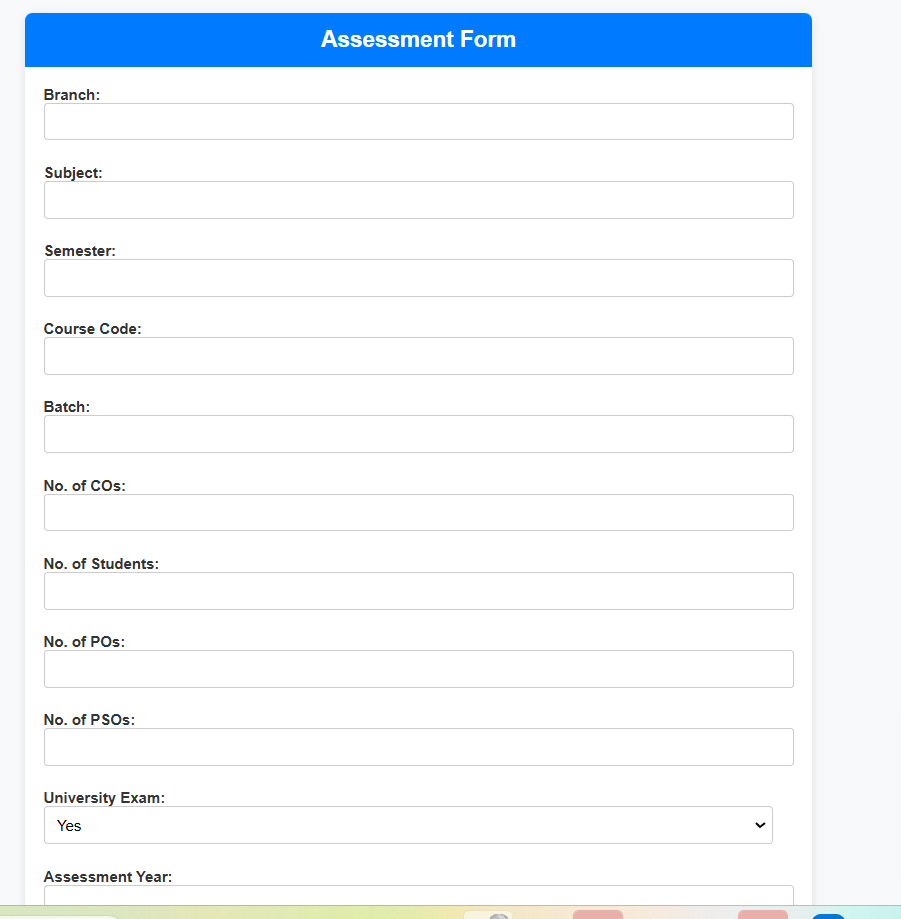 Assessment Form
Branch:
Subject:
Semester:
Course Code:
Batch:
No. of COs:
No. of Students:
No. of POs:
No. of PSOs:
University Exam:
Yes
Assessment Year: